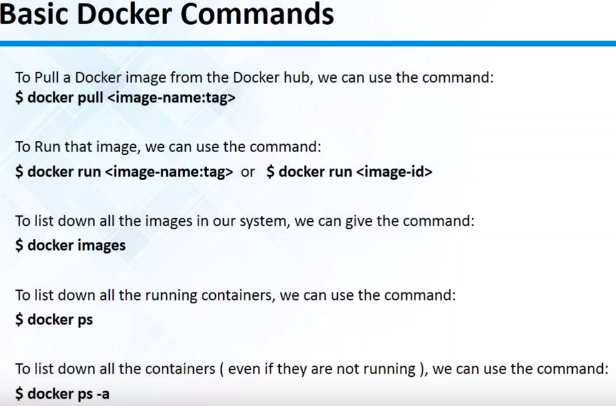 Basic Docker Commands
To Pull a Docker image from the Docker hub, we can use the command:
$ docker pull <image-name:tag>
To Run that image, we can use the command:
$ docker run <image-name:tag> or $ docker run <image-id>
To list down all the images in our system, we can give the command:
$ docker images
To list down all the running containers, we can use the command:
$ docker ps
To list down all the containers ( even if they are not running ), we can use the command:
$ docker ps -a